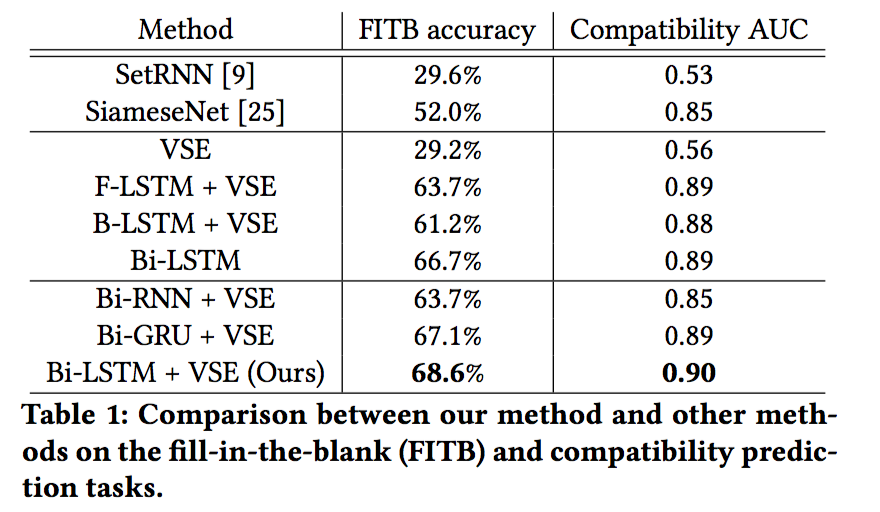 Method FITB accuracy Compatibility AUC
SetRNN [9] 29.6% 0.53
SiameseNet [25] 52.0% 0.85
VSE 29.2% 0.56
F-LSTM + VSE 63.7% 0.89
B-LSTM + VSE 61.2% 0.88
Bi-LSTM 66.7% 0.89
Bi-RNN + VSE 63.7% 0.85
Bi-GRU + VSE 67.1% 0.89
Bi-LSTM + VSE (Ours) 68.6% 0.90
Table 1: Comparison between our method and other meth-
ods on the fill-in-the-blank (FITB) and compatibility predic-
tion tasks.